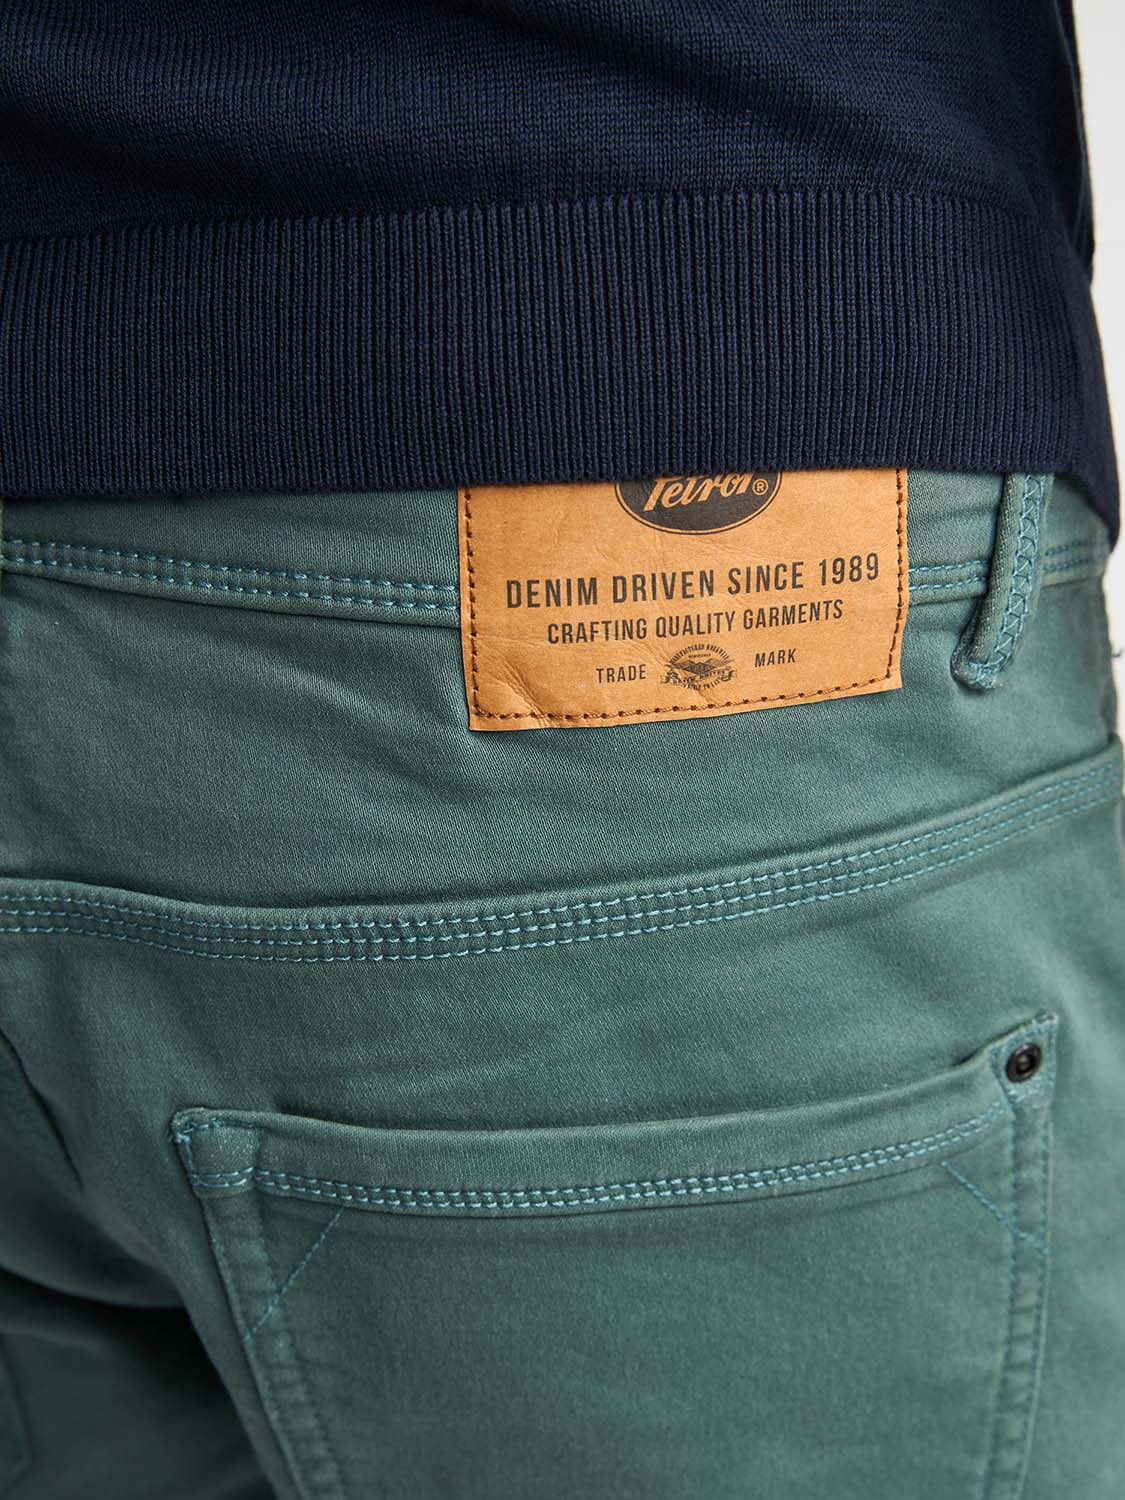 Petrol®
DENIM DRIVEN SINCE 1989
CRAFTING QUALITY GARMENTS
TRADE MARK